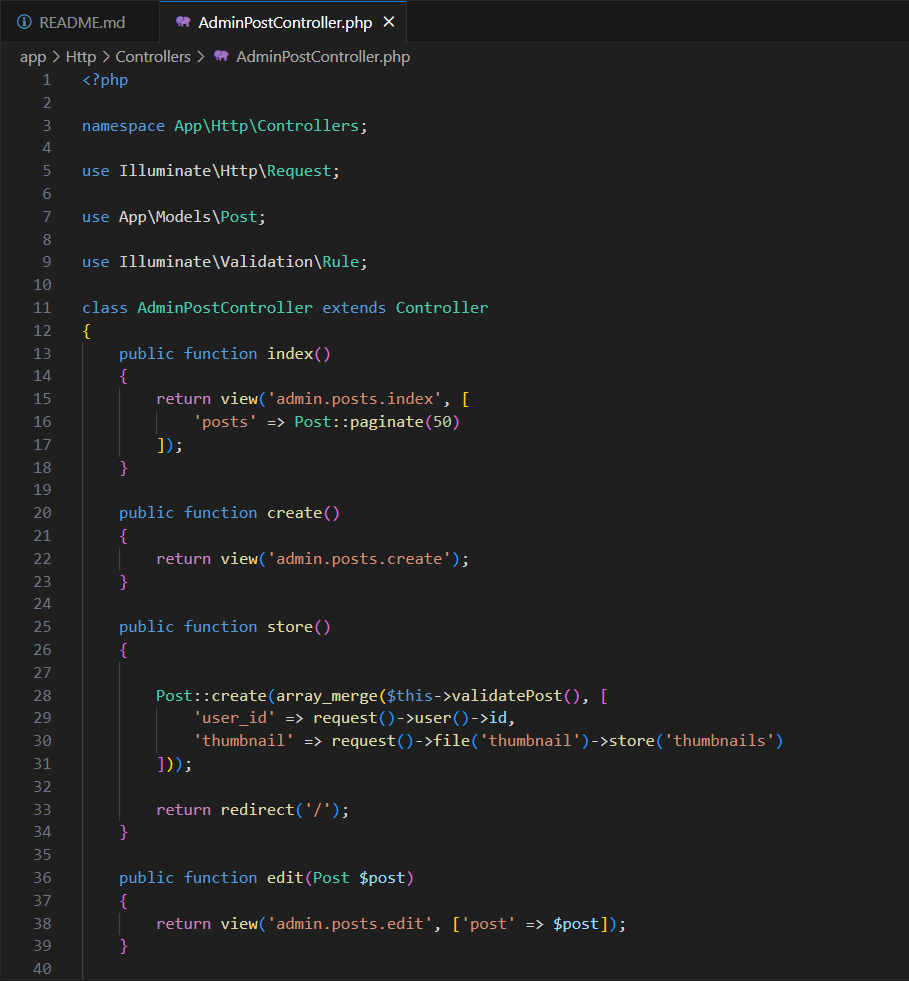 README.md AdminPostController.php
app > Http > Controllers > AdminPostController.php
1 <?php
2
3 namespace App\Http\Controllers;
4
5 use Illuminate\Http\Request;
6
7 use App\Models\Post;
8
9 use Illuminate\Validation\Rule;
10
11 class AdminPostController extends Controller
12 {
13     public function index()
14     {
15         return view('admin.posts.index', [
16             'posts' => Post::paginate(50)
17         ]);
18     }
19
20     public function create()
21     {
22         return view('admin.posts.create');
23     }
24
25     public function store()
26     {
27
28         Post::create(array_merge($this->validatePost(), [
29             'user_id' => request()->user()->id,
30             'thumbnail' => request()->file('thumbnail')->store('thumbnails')
31         ]));
32
33         return redirect('/');
34     }
35
36     public function edit(Post $post)
37     {
38         return view('admin.posts.edit', ['post' => $post]);
39     }
40